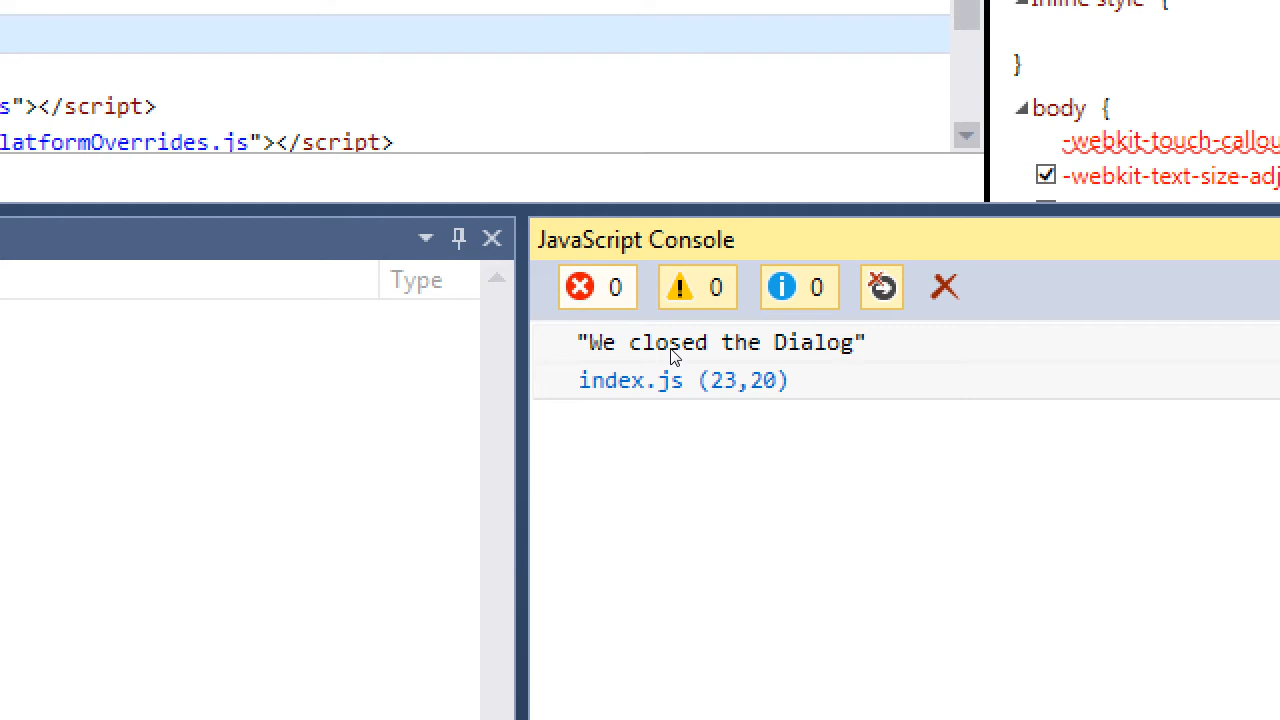 inline style {
}
s"></script>
latformOverrides.js"></script>
body {
-webkit-touch-callou
-webkit-text-size-adj
Type
JavaScript Console
0 0 0
"We closed the Dialog"
index.js (23,20)